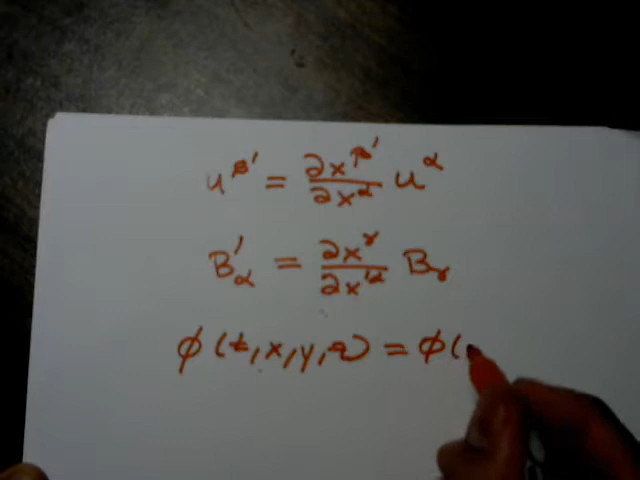 u^β' = ∂x^β'/∂x^α u^α
B'_α = ∂x^γ/∂x'^α B_γ
φ(t,x,y,z) = φ(